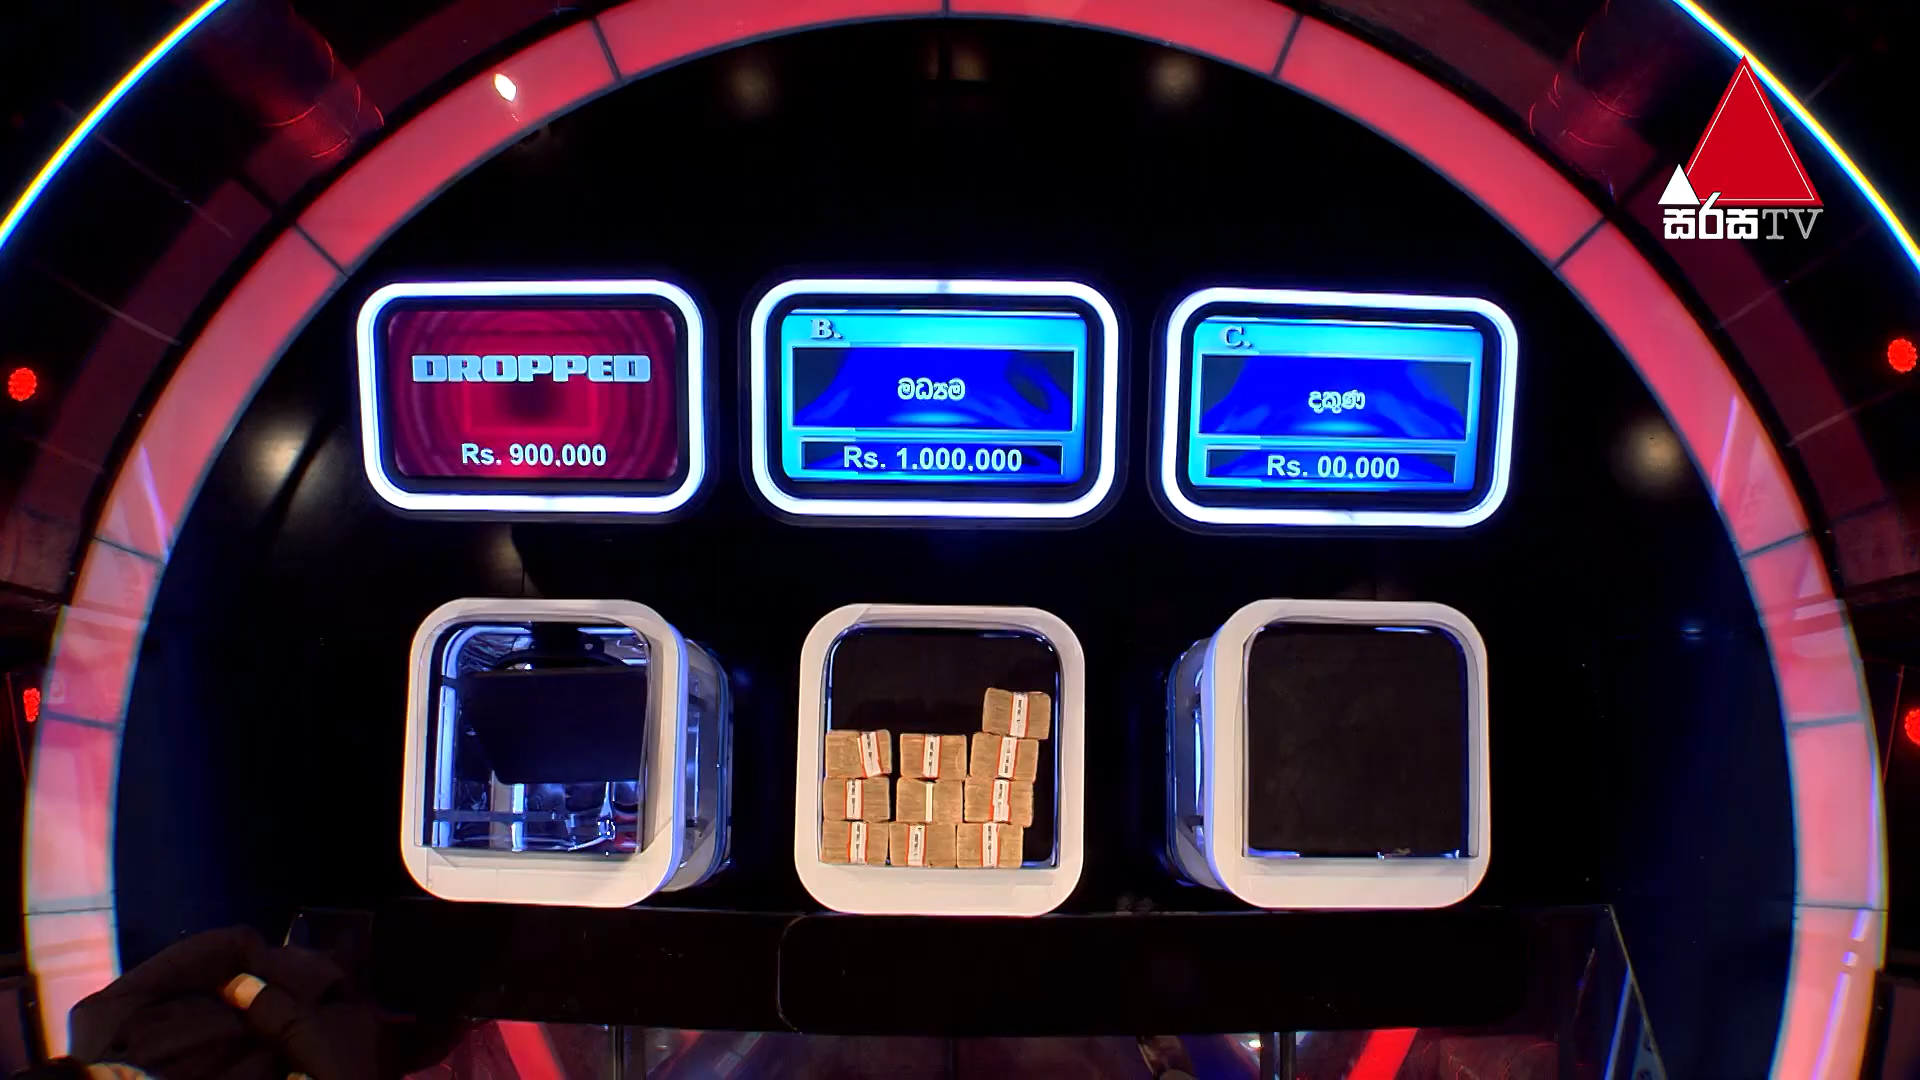 සිරස TV
DROPPED
Rs. 900,000
B.
මධ්‍යම
Rs. 1,000,000
C.
දකුණ
Rs. 00,000